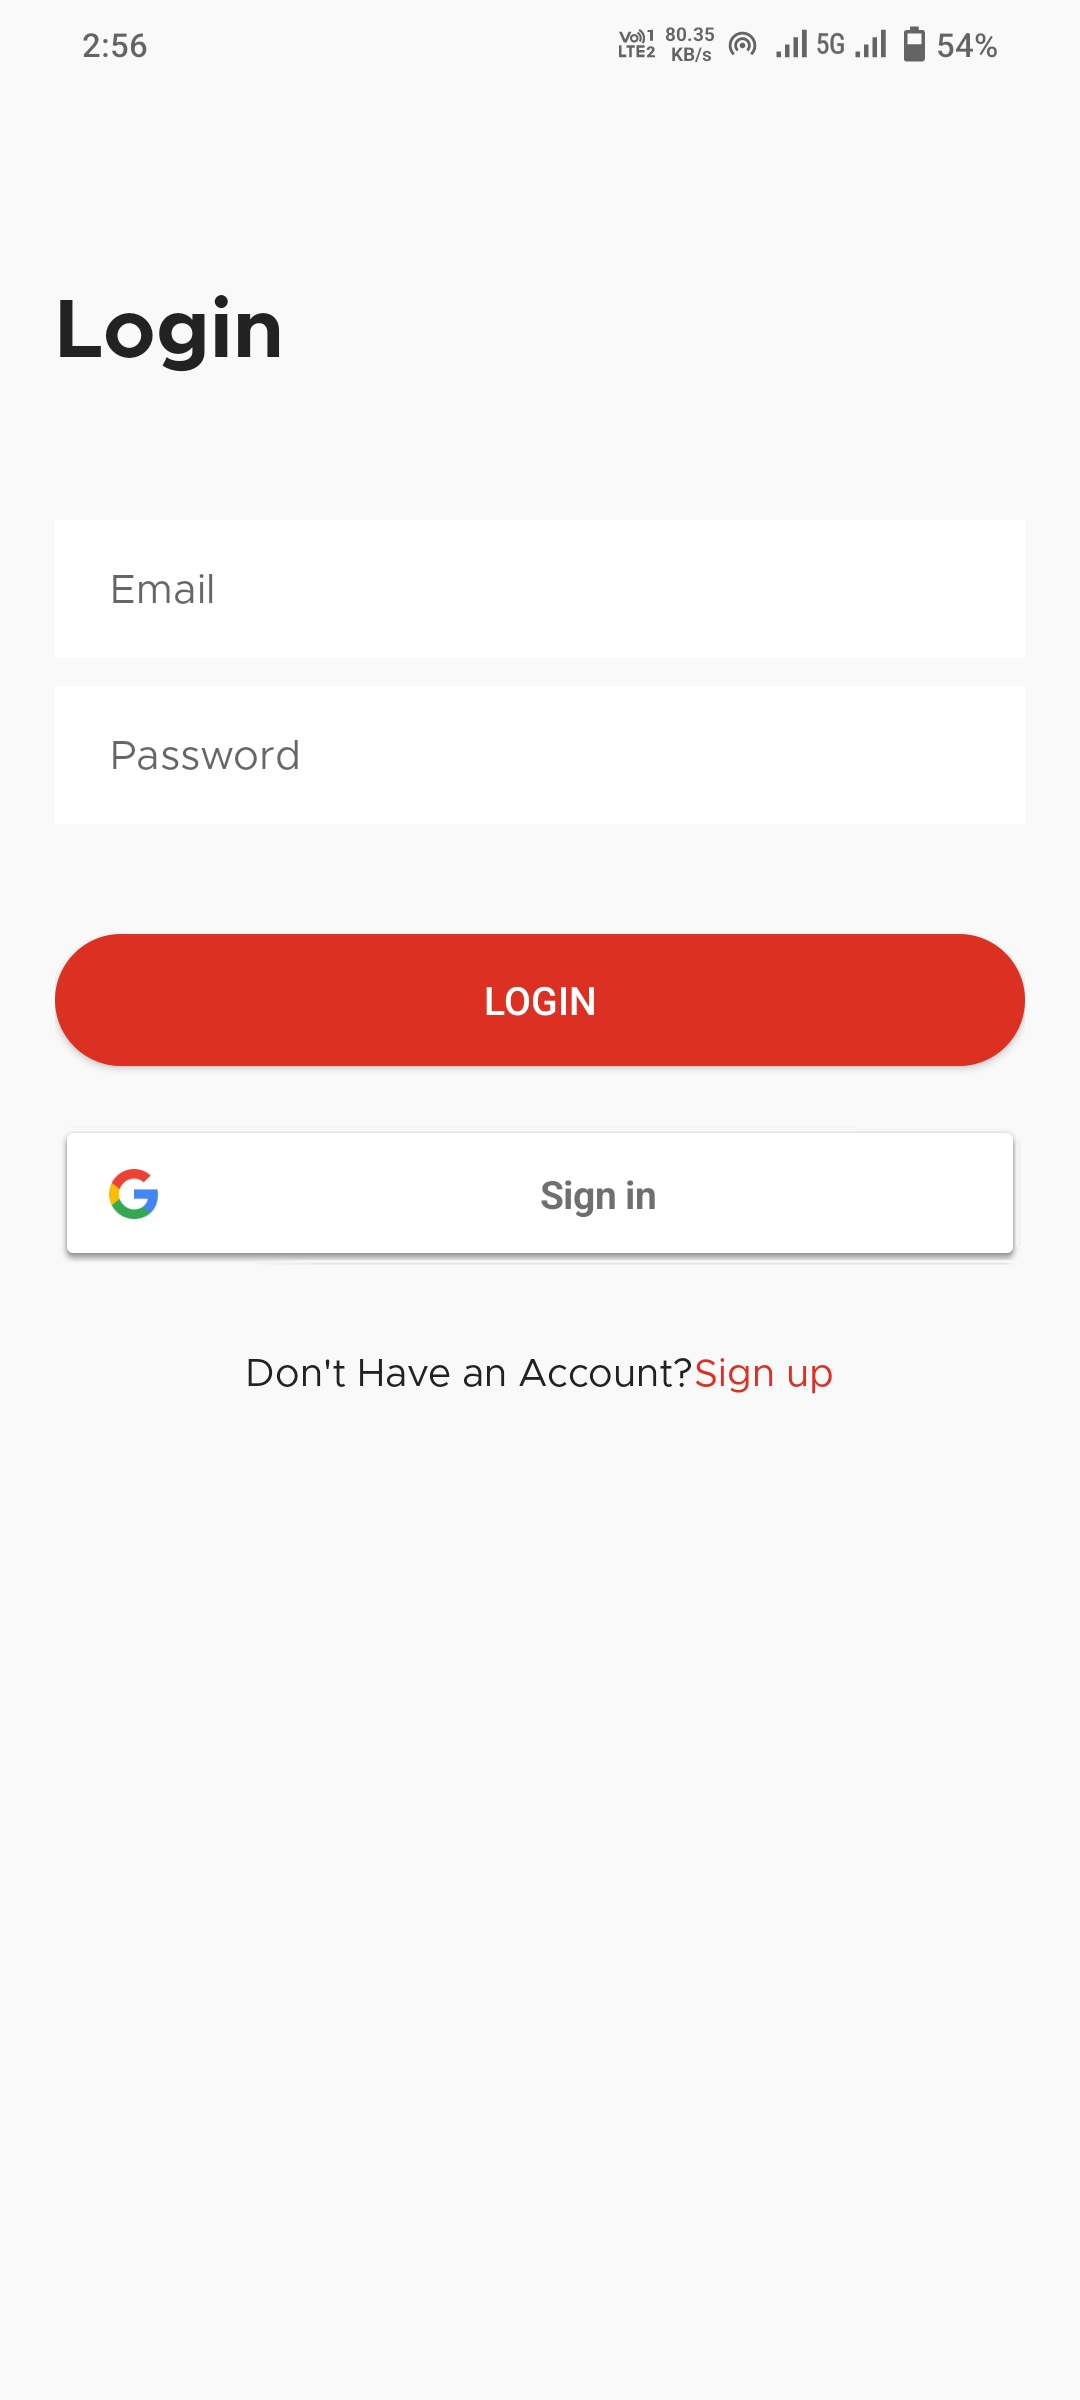 2:56 Vo))1 LTE2 80.35 KB/s 5G 54%
Login
Email
Password
LOGIN
Sign in
Don't Have an Account?Sign up